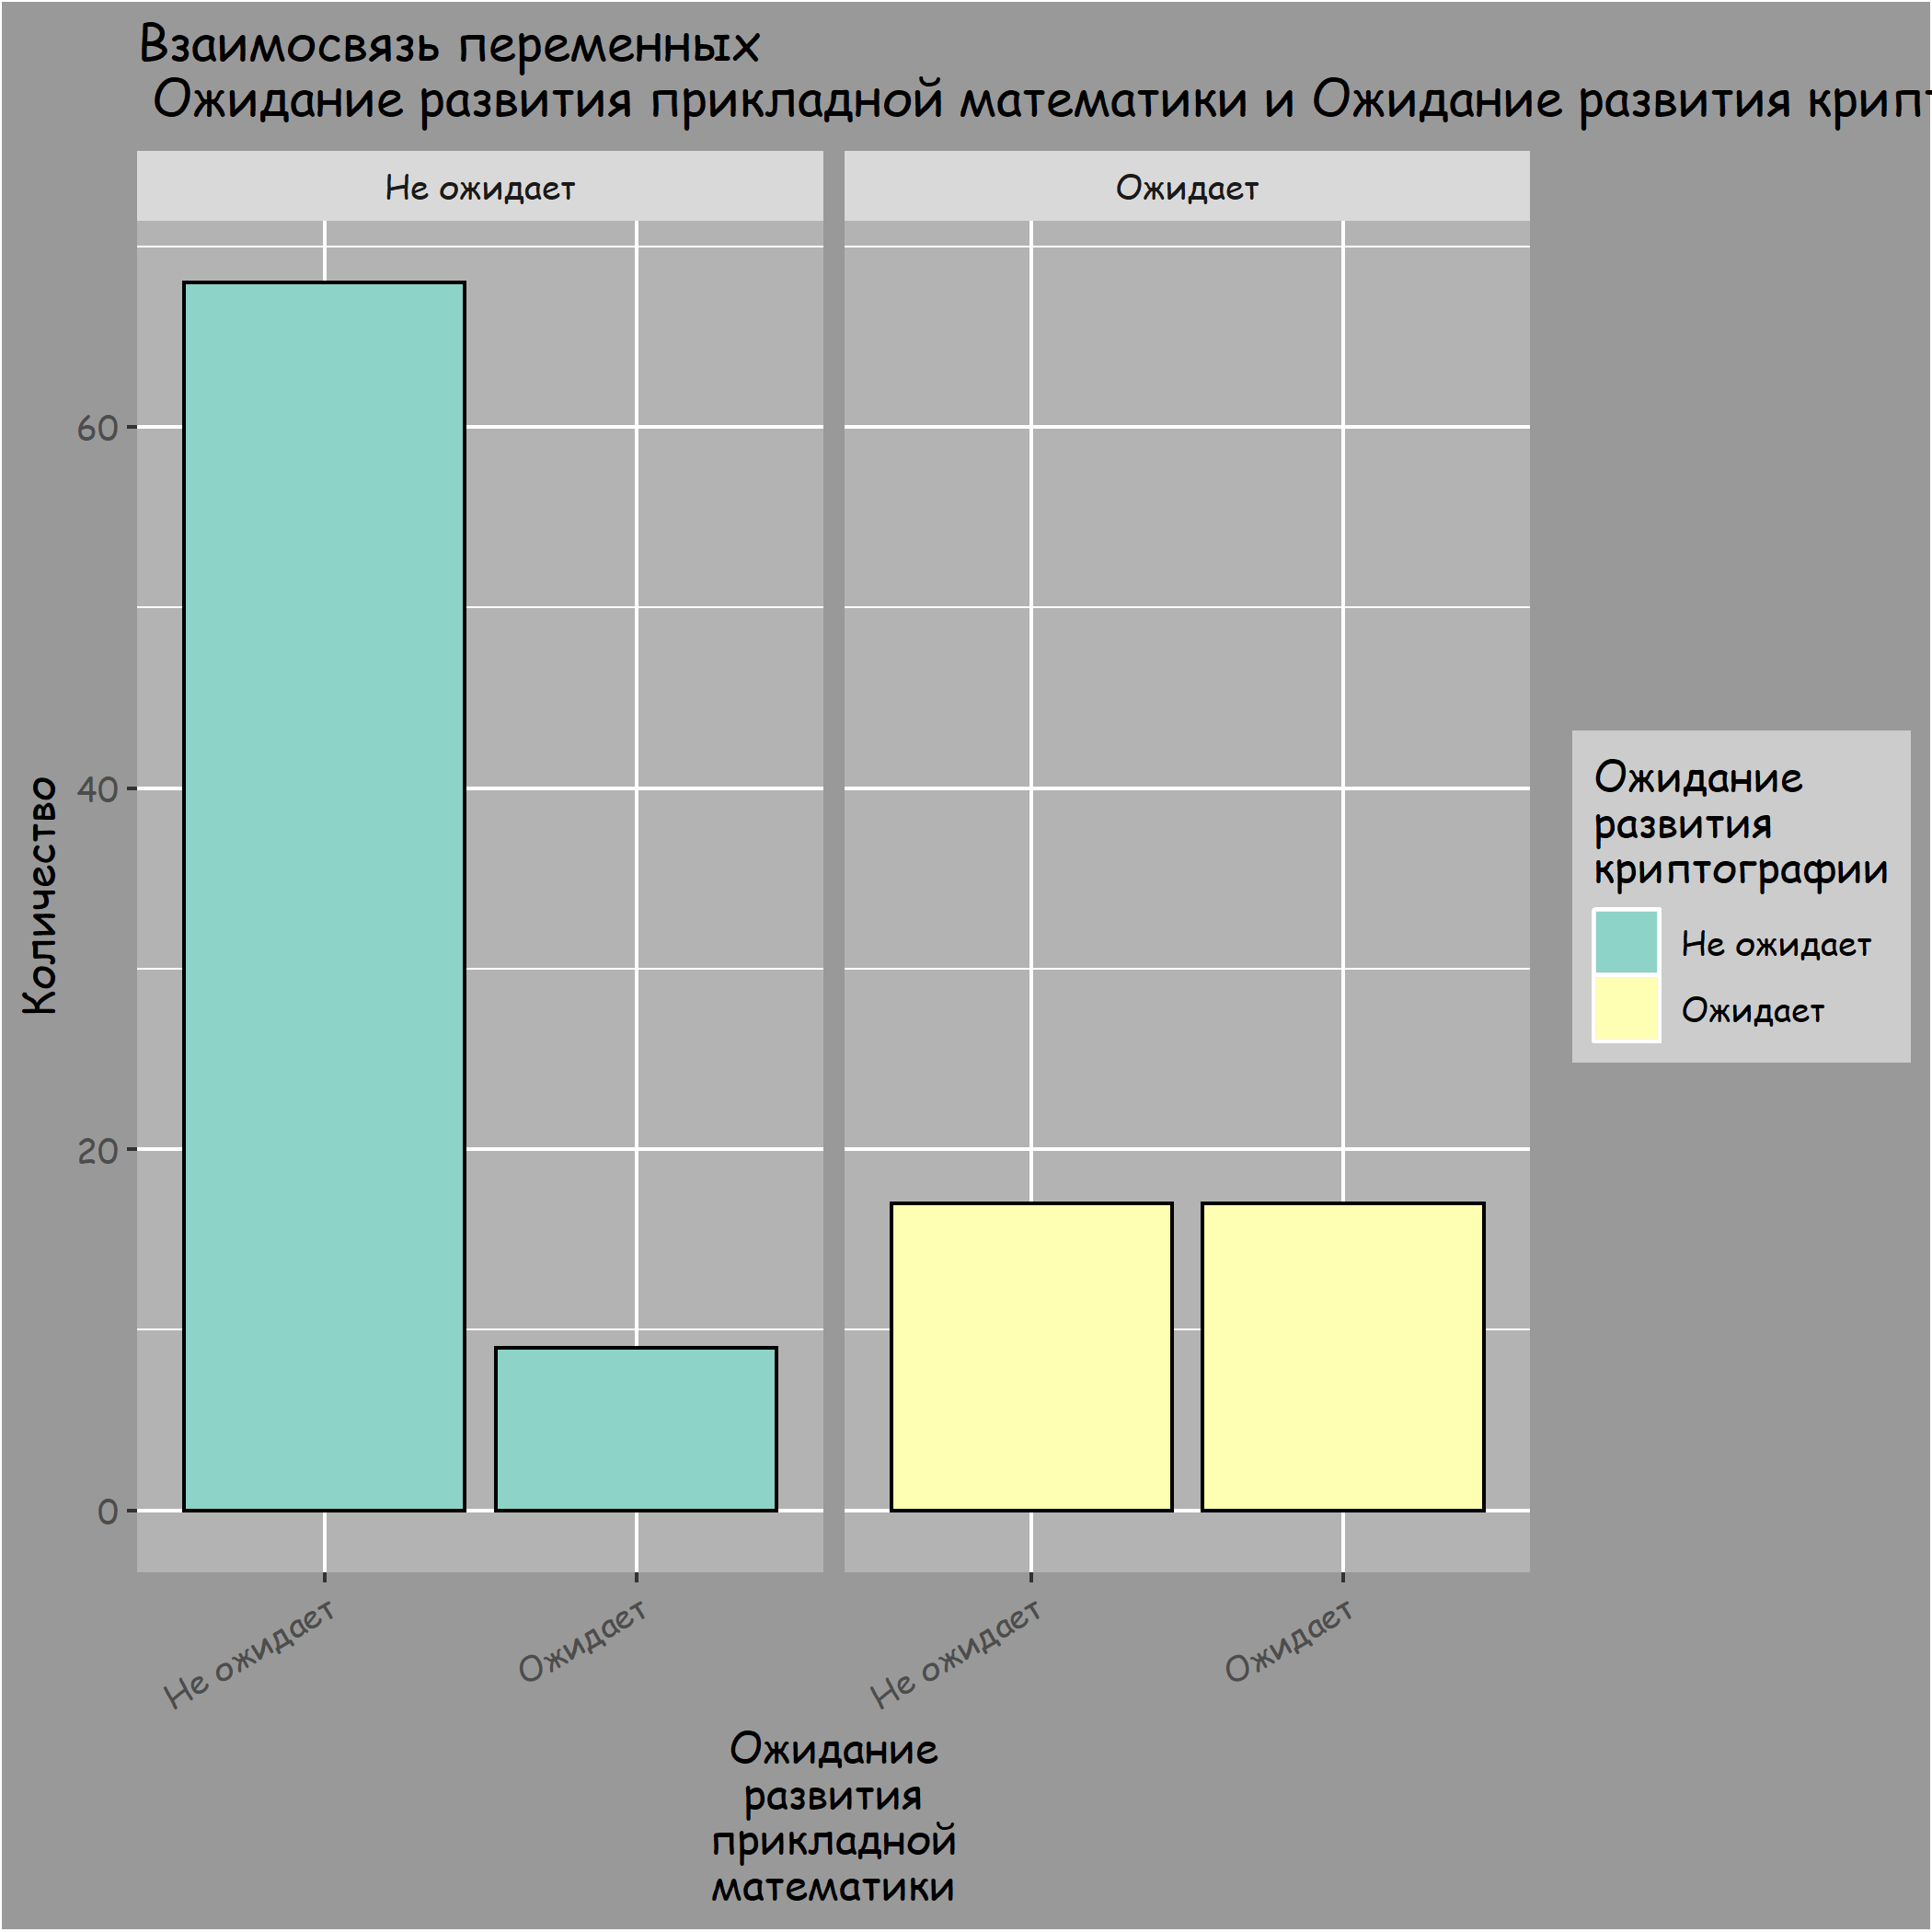 Взаимосвязь переменных
Ожидание развития прикладной математики и Ожидание развития крипт
Не ожидает
Ожидает
60
40
20
0
Количество
Не ожидает
Ожидает
Не ожидает
Ожидает
Ожидание
развития
прикладной
математики
Ожидание
развития
криптографии
Не ожидает
Ожидает